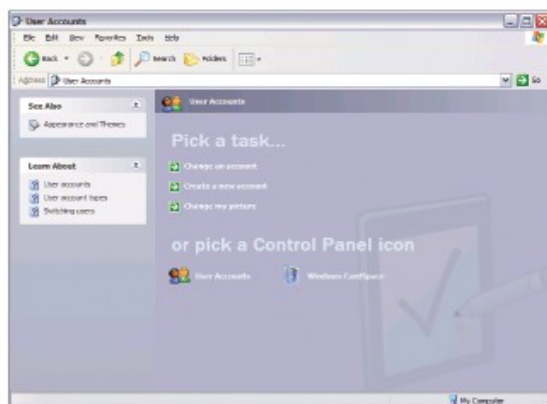 User Accounts
File Edit View Favorites Tools Help
Back Search Folders
Address User Accounts Go
See Also
Appearance and Themes
Learn About
User accounts
User account types
Switching users
User Accounts
Pick a task...
Change an account
Create a new account
Change my picture
or pick a Control Panel icon
User Accounts Windows CardSpace
My Computer